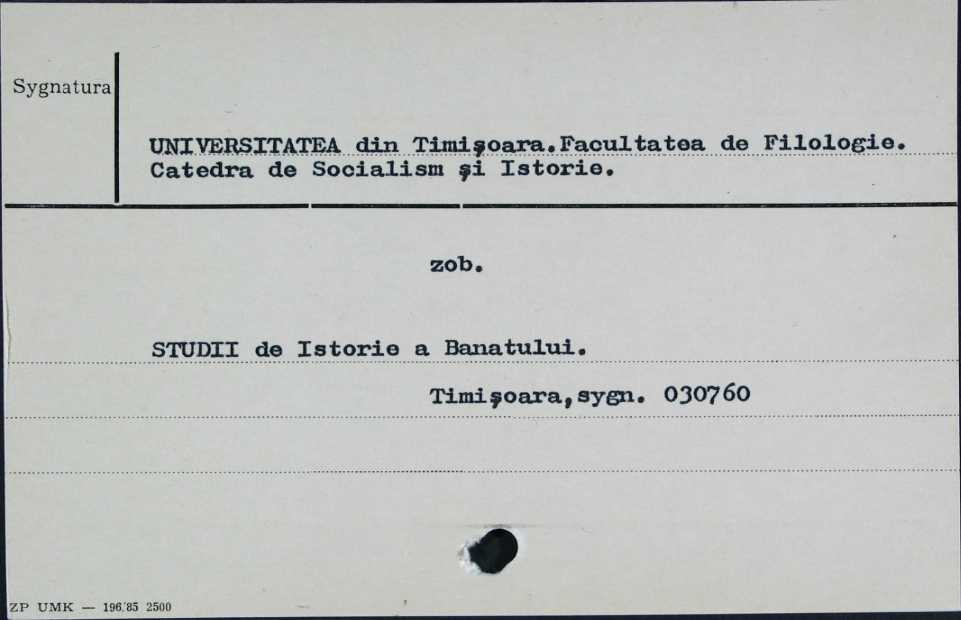 Sygnatura
UNIVERSITATEA din Timişoara.Facultatea de Filologie.
Catedra de Socialism şi Istorie.
zob.
STUDII de Istorie a Banatului.
Timişoara,sygn. 030760
ZP UMK — 196/85 2500